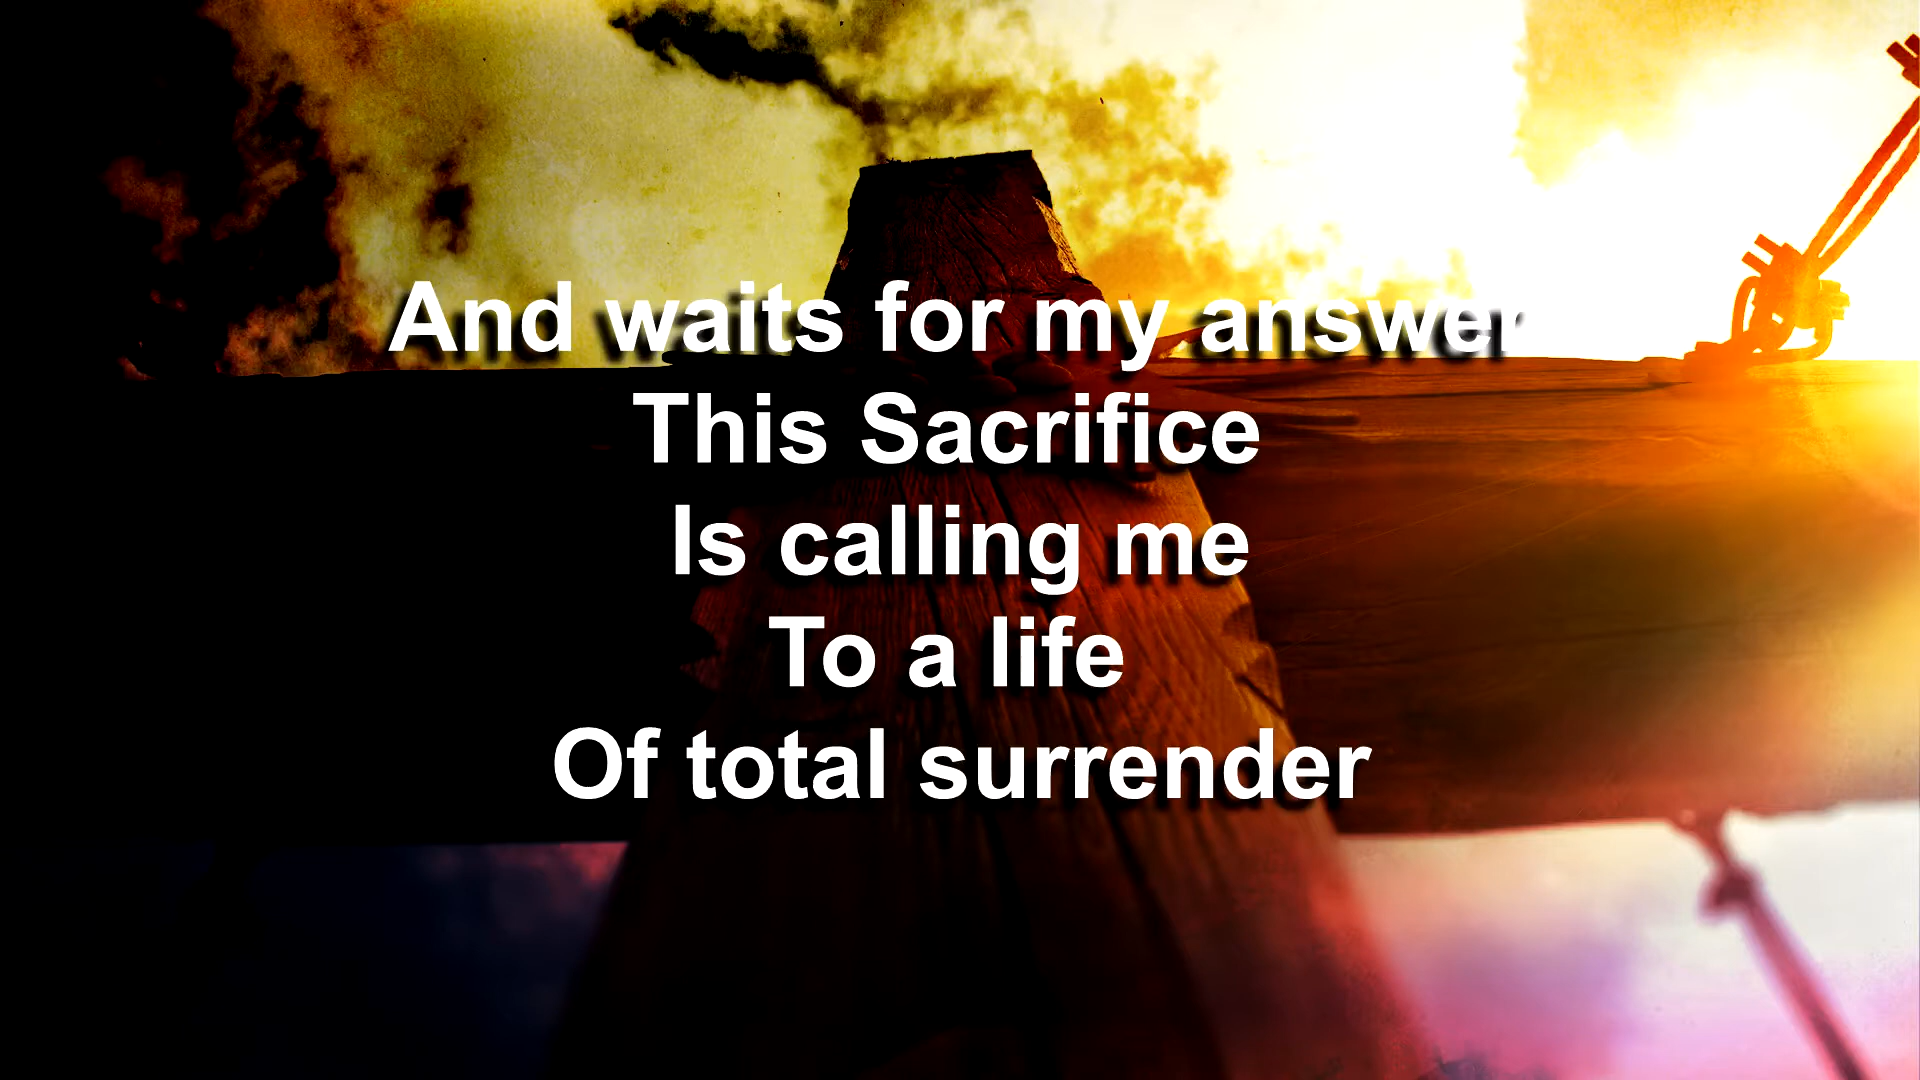 And waits for my answer
This Sacrifice
Is calling me
To a life
Of total surrender